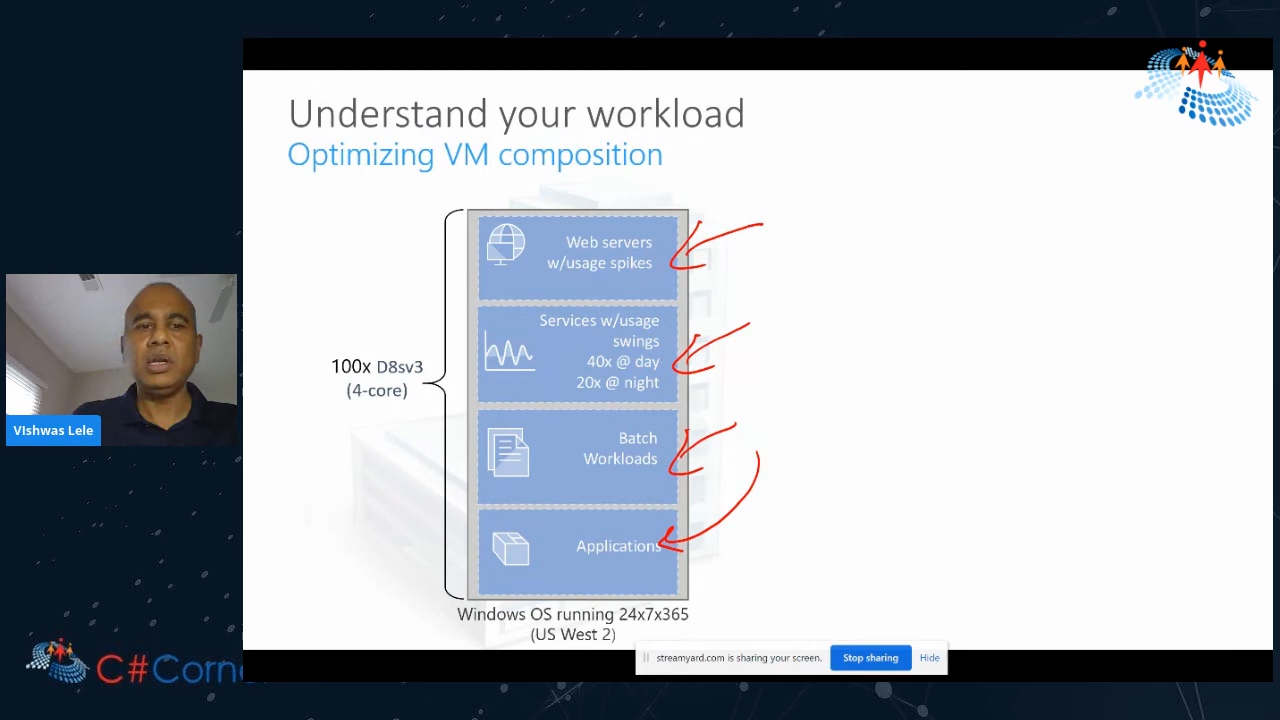 Understand your workload
Optimizing VM composition
Web servers
w/usage spikes
Services w/usage
swings
40x @ day
20x @ night
100x D8sv3
(4-core)
Batch
Workloads
Applications
Windows OS running 24x7x365
(US West 2)
VIshwas Lele
C#Corne
streamyard.com is sharing your screen.
Stop sharing
Hide